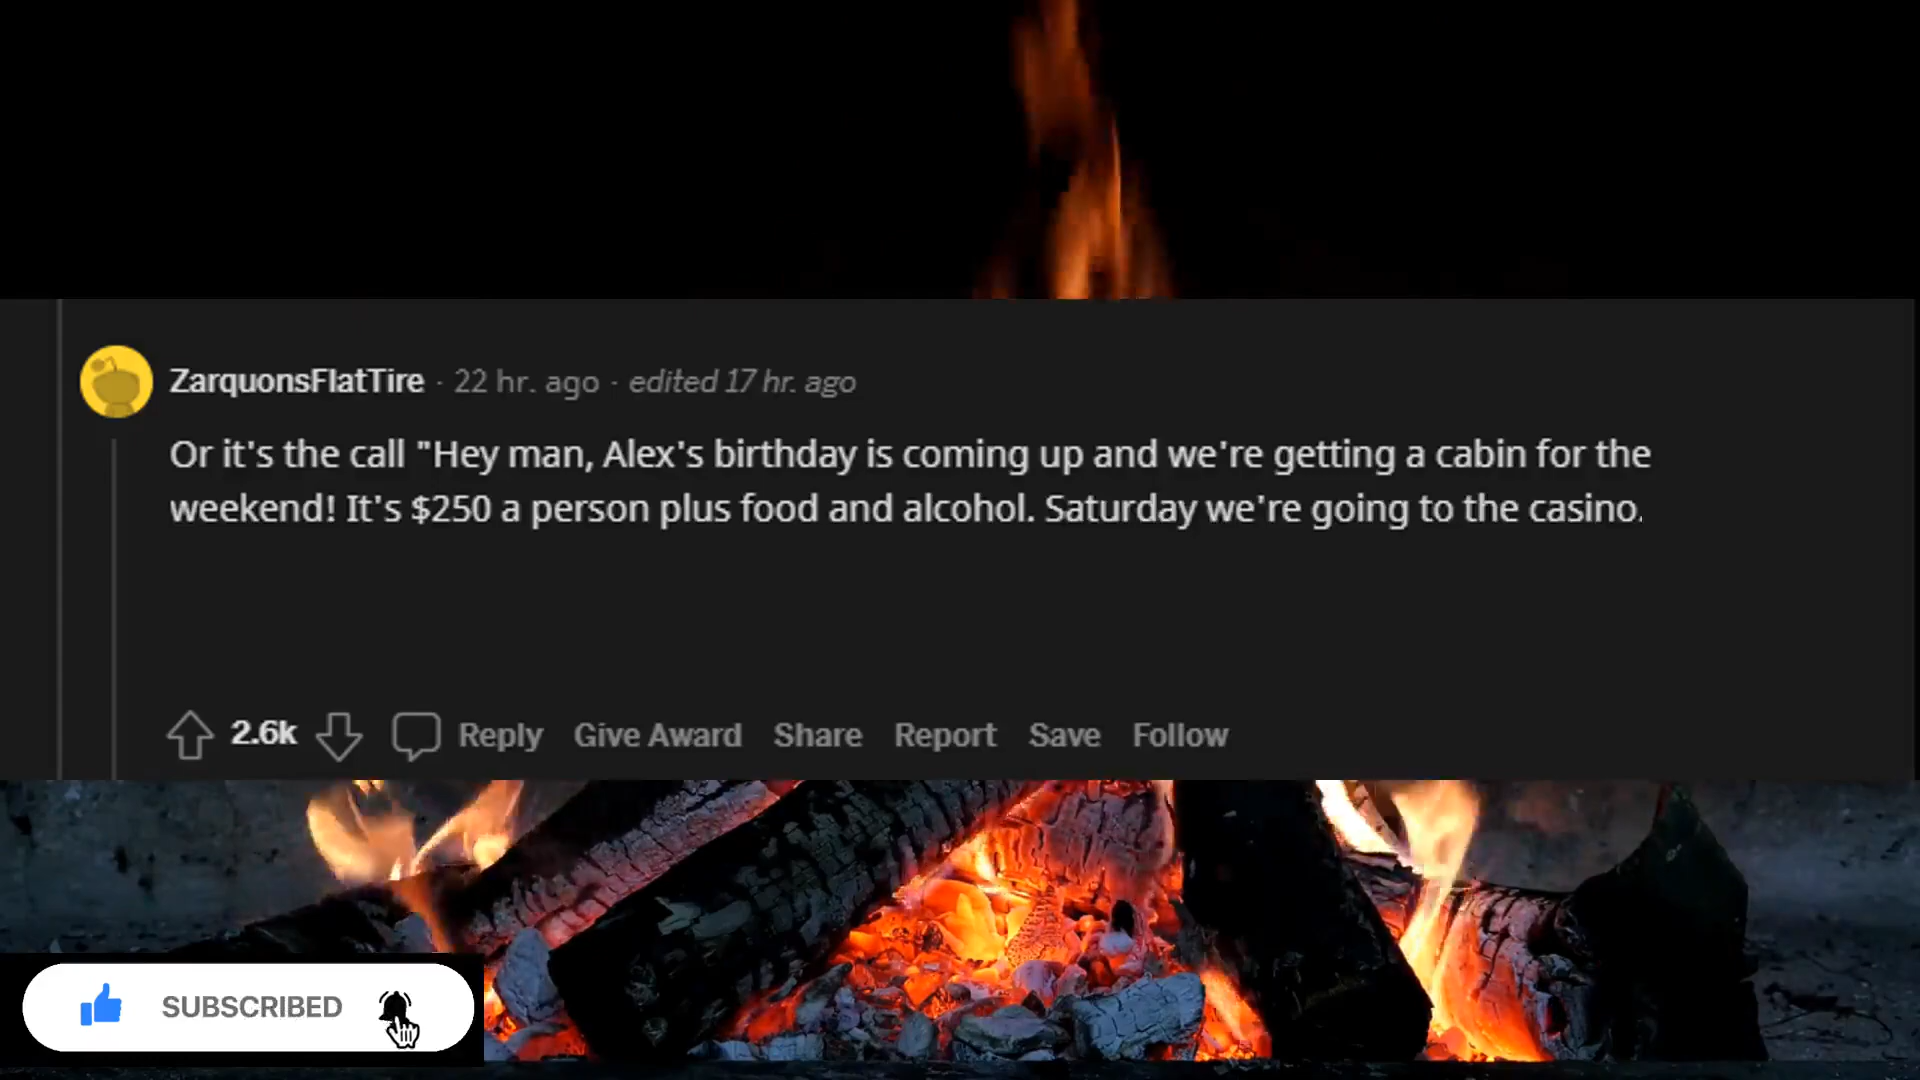 ZarquonsFlatTire · 22 hr. ago · edited 17 hr. ago
Or it's the call "Hey man, Alex's birthday is coming up and we're getting a cabin for the
weekend! It's $250 a person plus food and alcohol. Saturday we're going to the casino.
2.6k Reply Give Award Share Report Save Follow
SUBSCRIBED